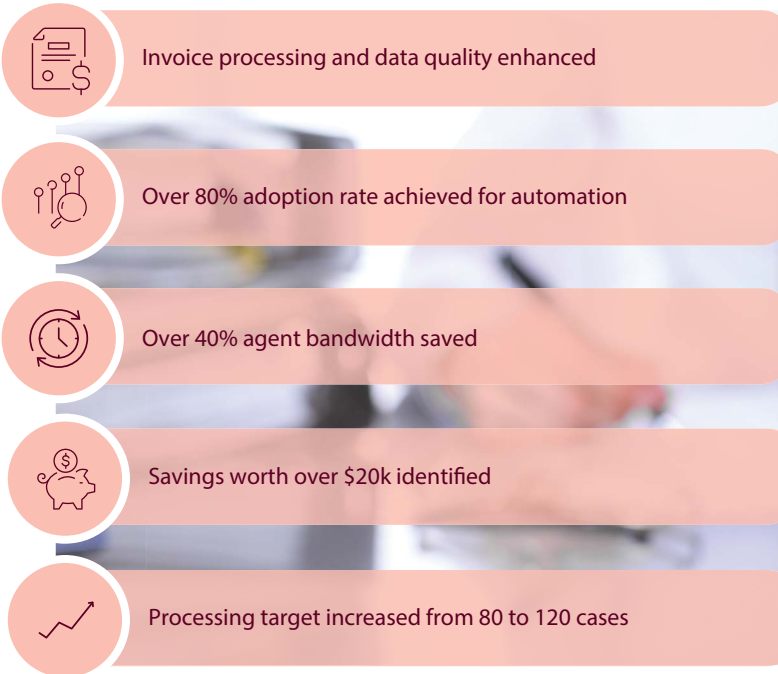 Invoice processing and data quality enhanced
Over 80% adoption rate achieved for automation
Over 40% agent bandwidth saved
Savings worth over $20k identified
Processing target increased from 80 to 120 cases